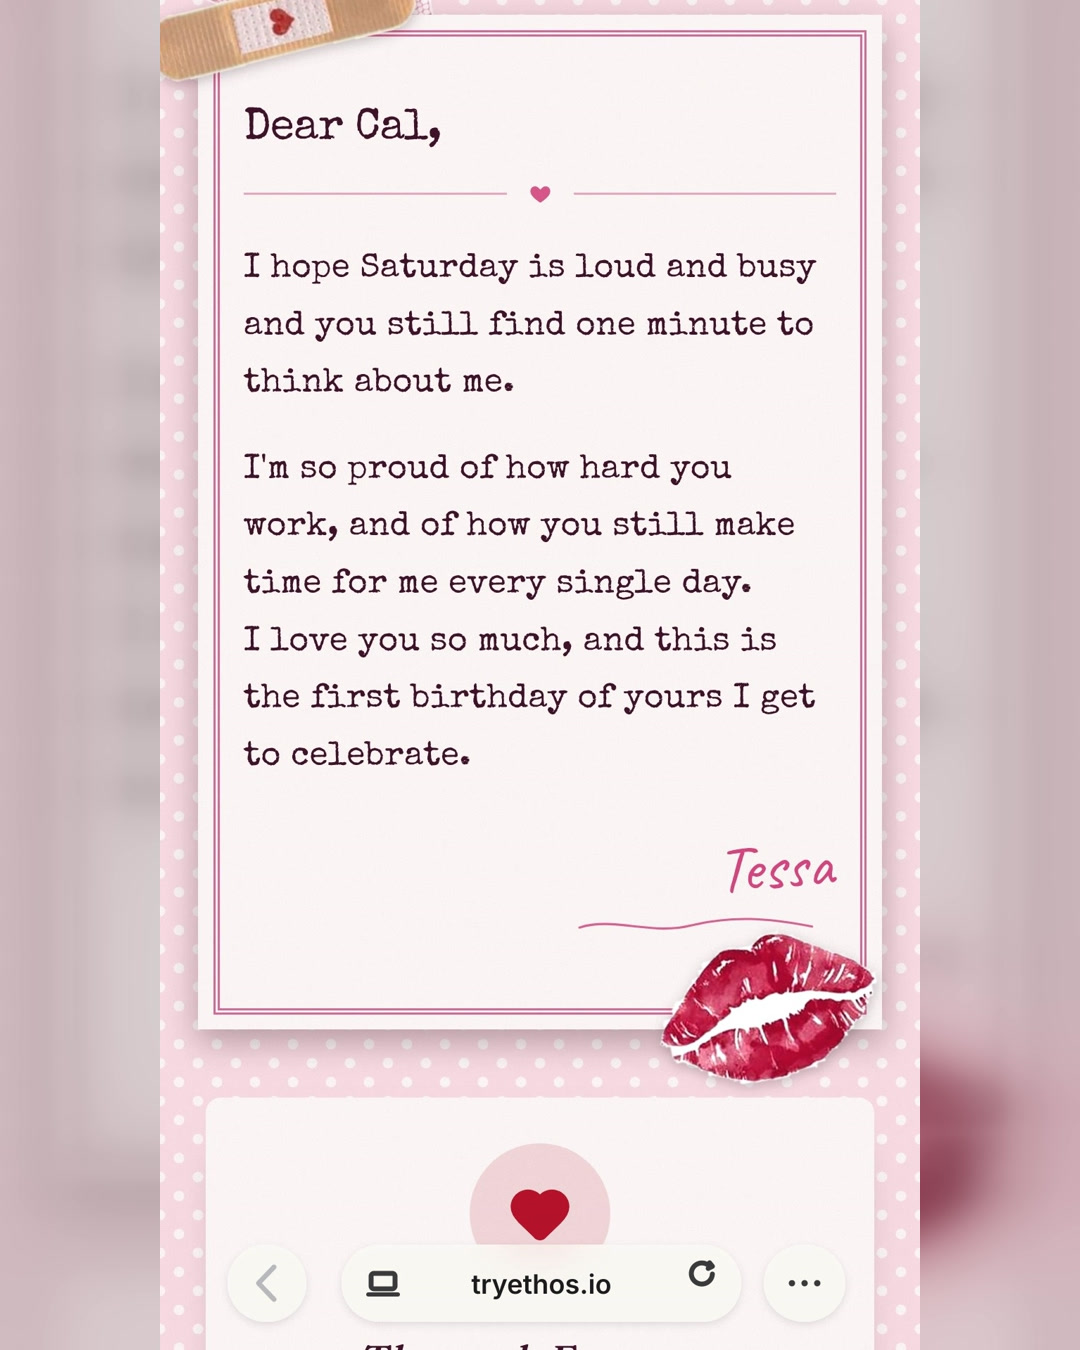 Dear Cal,
I hope Saturday is loud and busy
and you still find one minute to
think about me.
I'm so proud of how hard you
work, and of how you still make
time for me every single day.
I love you so much, and this is
the first birthday of yours I get
to celebrate.
Tessa
tryethos.io